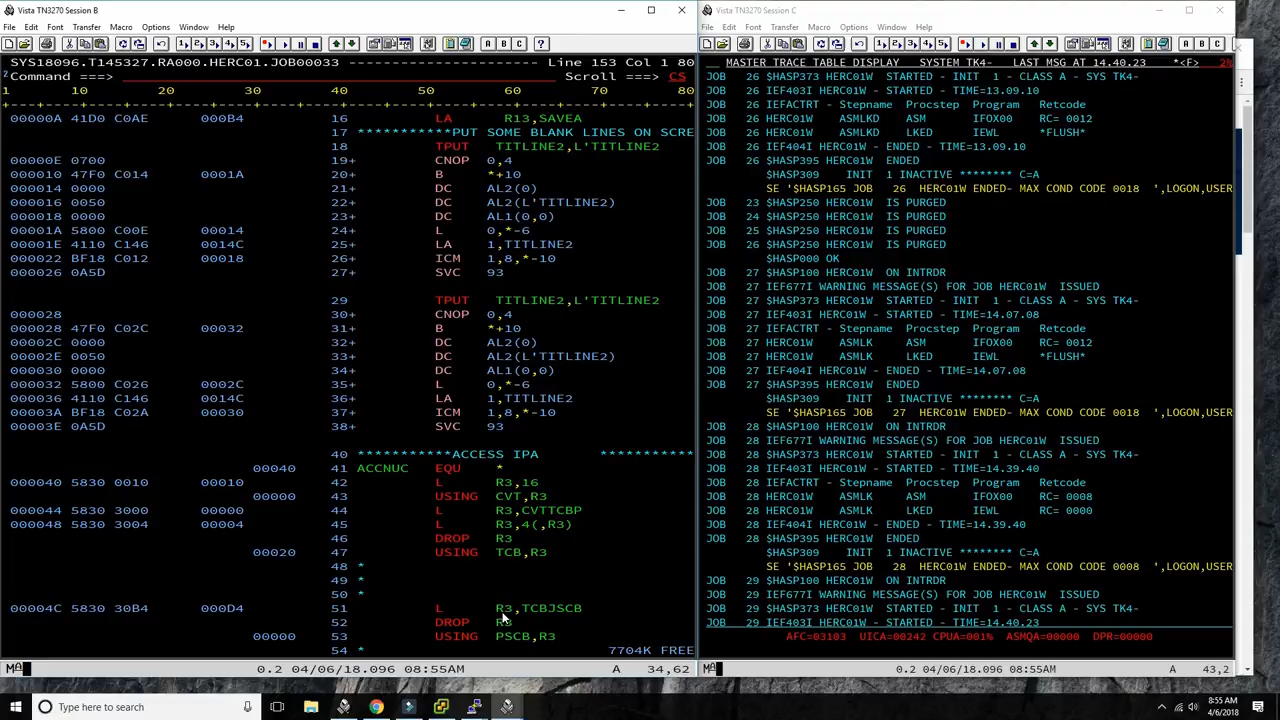 Vista TN3270 Session B
File Edit Font Transfer Macro Options Window Help
SYS18096.T145327.RA000.HERC01.JOB00033 --------------------- Line 153 Col 1 80
Command ===> Scroll ===> CS
1 10 20 30 50 60 70 80
00000A 41D0 C0AE 000B4 16 LA R13,SAVEA
17 ***********PUT SOME BLANK LINES ON SCRE
18 TPUT TITLINE2,L'TITLINE2
00000E 0700 19+ CNOP 0,4
000010 47F0 C014 0001A 20+ B *+10
000014 0000 21+ DC AL2(0)
000016 0050 22+ DC AL2(L'TITLINE2)
000018 0000 23+ DC AL1(0,0)
00001A 5800 C00E 00014 24+ L 0,*-6
00001E 4110 C146 0014C 25+ LA 1,TITLINE2
000022 BF18 C012 00018 26+ ICM 1,8,*-10
000026 0A5D 27+ SVC 93
29 TPUT TITLINE2,L'TITLINE2
000028 30+ CNOP 0,4
000028 47F0 C02C 00032 31+ B *+10
00002C 0000 32+ DC AL2(0)
00002E 0050 33+ DC AL2(L'TITLINE2)
000030 0000 34+ DC AL1(0,0)
000032 5800 C026 0002C 35+ L 0,*-6
000036 4110 C146 0014C 36+ LA 1,TITLINE2
00003A BF18 C02A 00030 37+ ICM 1,8,*-10
00003E 0A5D 38+ SVC 93
40 ***********ACCESS IPA ***********
00040 41 ACCNUC EQU *
000040 5830 0010 00010 42 L R3,16
00000 43 USING CVT,R3
000044 5830 3000 00000 44 L R3,CVTTCBP
000048 5830 3004 00004 45 L R3,4(,R3)
46 DROP R3
00020 47 USING TCB,R3
48 *
49 *
50 *
00004C 5830 30B4 000D4 51 L R3,TCBJSCB
52 DROP R3
00000 53 USING PSCB,R3
54 * 7704K FREE
MA 0.2 04/06/18.096 08:55AM A 34,62
Vista TN3270 Session C
File Edit Font Transfer Macro Options Window Help
MASTER TRACE TABLE DISPLAY SYSTEM TK4- LAST MSG AT 14.40.23 *<F> 2%
JOB 26 $HASP373 HERC01W STARTED - INIT 1 - CLASS A - SYS TK4-
JOB 26 IEF403I HERC01W - STARTED - TIME=13.09.10
JOB 26 IEFACTRT - Stepname Procstep Program Retcode
JOB 26 HERC01W ASMLKD ASM IFOX00 RC= 0012
JOB 26 HERC01W ASMLKD LKED IEWL *FLUSH*
JOB 26 IEF404I HERC01W - ENDED - TIME=13.09.10
JOB 26 $HASP395 HERC01W ENDED
$HASP309 INIT 1 INACTIVE ******** C=A
SE '$HASP165 JOB 26 HERC01W ENDED- MAX COND CODE 0018 ',LOGON,USER
JOB 23 $HASP250 HERC01W IS PURGED
JOB 24 $HASP250 HERC01W IS PURGED
JOB 25 $HASP250 HERC01W IS PURGED
JOB 26 $HASP250 HERC01W IS PURGED
$HASP000 OK
JOB 27 $HASP100 HERC01W ON INTRDR
JOB 27 IEF677I WARNING MESSAGE(S) FOR JOB HERC01W ISSUED
JOB 27 $HASP373 HERC01W STARTED - INIT 1 - CLASS A - SYS TK4-
JOB 27 IEF403I HERC01W - STARTED - TIME=14.07.08
JOB 27 IEFACTRT - Stepname Procstep Program Retcode
JOB 27 HERC01W ASMLK ASM IFOX00 RC= 0012
JOB 27 HERC01W ASMLK LKED IEWL *FLUSH*
JOB 27 IEF404I HERC01W - ENDED - TIME=14.07.08
JOB 27 $HASP395 HERC01W ENDED
$HASP309 INIT 1 INACTIVE ******** C=A
SE '$HASP165 JOB 27 HERC01W ENDED- MAX COND CODE 0018 ',LOGON,USER
JOB 28 $HASP100 HERC01W ON INTRDR
JOB 28 IEF677I WARNING MESSAGE(S) FOR JOB HERC01W ISSUED
JOB 28 $HASP373 HERC01W STARTED - INIT 1 - CLASS A - SYS TK4-
JOB 28 IEF403I HERC01W - STARTED - TIME=14.39.40
JOB 28 IEFACTRT - Stepname Procstep Program Retcode
JOB 28 HERC01W ASMLK ASM IFOX00 RC= 0008
JOB 28 HERC01W ASMLK LKED IEWL RC= 0000
JOB 28 IEF404I HERC01W - ENDED - TIME=14.39.40
JOB 28 $HASP395 HERC01W ENDED
$HASP309 INIT 1 INACTIVE ******** C=A
SE '$HASP165 JOB 28 HERC01W ENDED- MAX COND CODE 0008 ',LOGON,USER
JOB 29 $HASP100 HERC01W ON INTRDR
JOB 29 IEF677I WARNING MESSAGE(S) FOR JOB HERC01W ISSUED
JOB 29 $HASP373 HERC01W STARTED - INIT 1 - CLASS A - SYS TK4-
JOB 29 IEF403I HERC01W - STARTED - TIME=14.40.23
AFC=03103 UICA=00242 CPUA=001% ASMQA=00000 DPR=00000
MA 0.2 04/06/18.096 08:55AM A 43,2
Type here to search
8:55 AM
4/6/2018